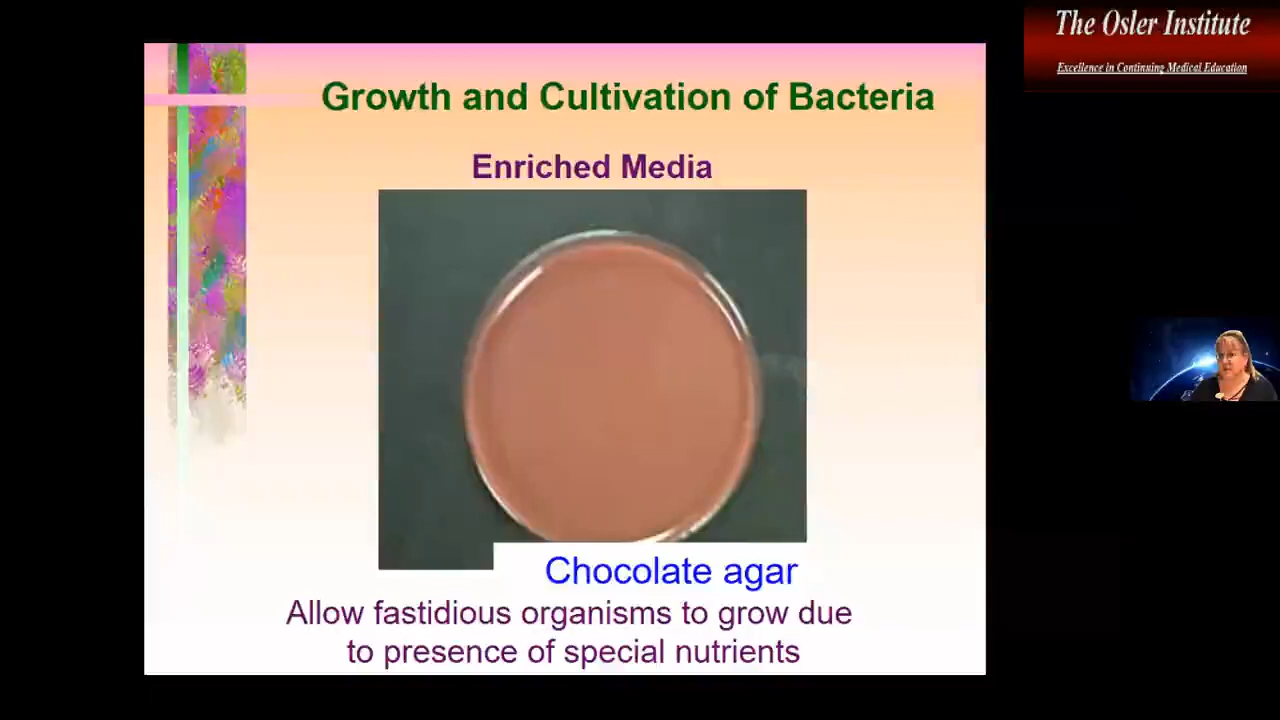 The Osler Institute
Excellence in Continuing Medical Education
Growth and Cultivation of Bacteria
Enriched Media
Chocolate agar
Allow fastidious organisms to grow due
to presence of special nutrients